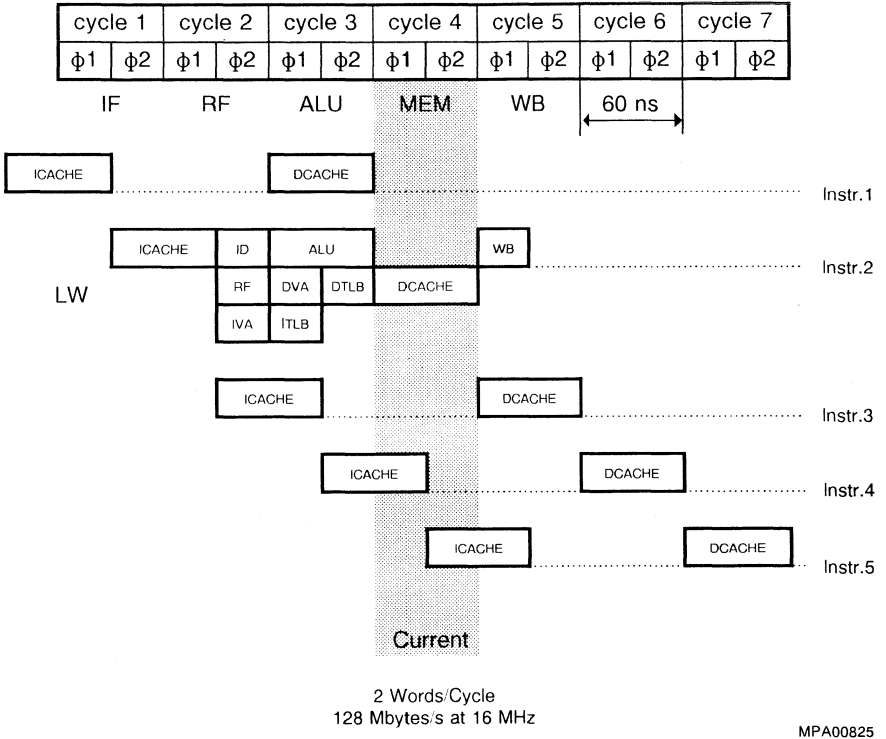 cycle 1 cycle 2 cycle 3 cycle 4 cycle 5 cycle 6 cycle 7
ϕ1 ϕ2 ϕ1 ϕ2 ϕ1 ϕ2 ϕ1 ϕ2 ϕ1 ϕ2 ϕ1 ϕ2 ϕ1 ϕ2
IF RF ALU MEM WB 60 ns
ICACHE DCACHE Instr.1
ICACHE ID ALU WB Instr.2
LW RF DVA DTLB DCACHE
IVA ITLB
ICACHE DCACHE Instr.3
ICACHE DCACHE Instr.4
ICACHE DCACHE Instr.5
Current
2 Words/Cycle
128 Mbytes/s at 16 MHz
MPA00825